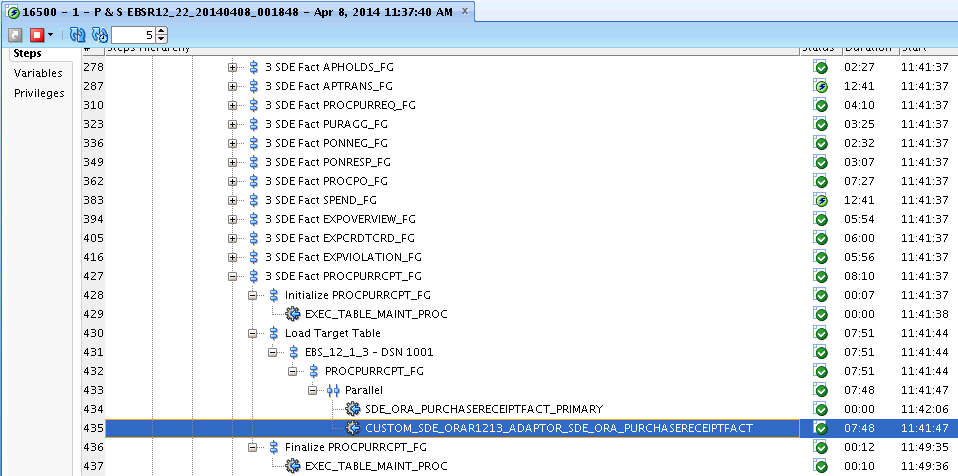 16500 - 1 - P & S EBSR12_22_20140408_001848 - Apr 8, 2014 11:37:40 AM
5
Steps
Variables
Privileges
# Steps Hierarchy Status Duration Start
278 3 SDE Fact APHOLDS_FG 02:27 11:41:37
287 3 SDE Fact APTRANS_FG 12:41 11:41:37
310 3 SDE Fact PROCPURREQ_FG 04:10 11:41:37
323 3 SDE Fact PURAGG_FG 03:25 11:41:37
336 3 SDE Fact PONNEG_FG 02:32 11:41:37
349 3 SDE Fact PONRESP_FG 03:07 11:41:37
362 3 SDE Fact PROCPO_FG 07:27 11:41:37
383 3 SDE Fact SPEND_FG 12:41 11:41:37
394 3 SDE Fact EXPOVERVIEW_FG 05:54 11:41:37
405 3 SDE Fact EXPCRDTCRD_FG 06:00 11:41:37
416 3 SDE Fact EXPVIOLATION_FG 05:56 11:41:37
427 3 SDE Fact PROCPURRCPT_FG 08:10 11:41:37
428 Initialize PROCPURRCPT_FG 00:07 11:41:37
429 EXEC_TABLE_MAINT_PROC 00:00 11:41:38
430 Load Target Table 07:51 11:41:44
431 EBS_12_1_3 - DSN 1001 07:51 11:41:44
432 PROCPURRCPT_FG 07:51 11:41:44
433 Parallel 07:48 11:41:47
434 SDE_ORA_PURCHASERECEIPTFACT_PRIMARY 00:00 11:42:06
435 CUSTOM_SDE_ORAR1213_ADAPTOR_SDE_ORA_PURCHASERECEIPTFACT 07:48 11:41:47
436 Finalize PROCPURRCPT_FG 00:12 11:49:35
437 EXEC_TABLE_MAINT_PROC 00:10 11:49:36